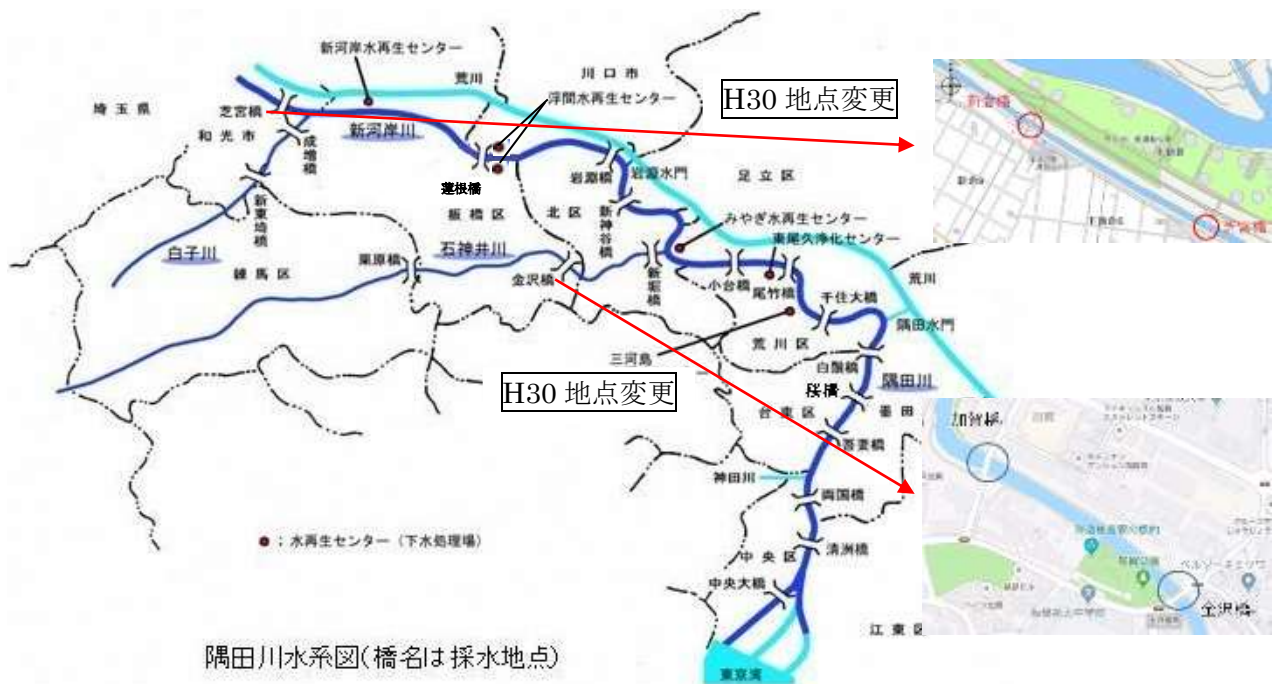 新河岸水再生センター
荒川
川口市
浮間水再生センター
H30 地点変更
埼玉県
芝宮橋
和光市
成増橋
新河岸川
蓮根橋
岩淵橋
岩淵水門
足立区
新東埼橋
板橋区
北区
新神谷橋
みやぎ水再生センター
東尾久浄化センター
白子川
練馬区
栗原橋
石神井川
金沢橋
新堀橋
小台橋
尾竹橋
千住大橋
荒川
隅田水門
三河島
荒川区
白鬚橋
隅田川
H30 地点変更
桜橋
台東区
墨田
吾妻橋
神田川
両国橋
●:水再生センター(下水処理場)
中央区
清洲橋
中央大橋
江東区
東京湾
隅田川水系図(橋名は採水地点)
新倉橋
芝宮橋
加賀橋
金沢橋